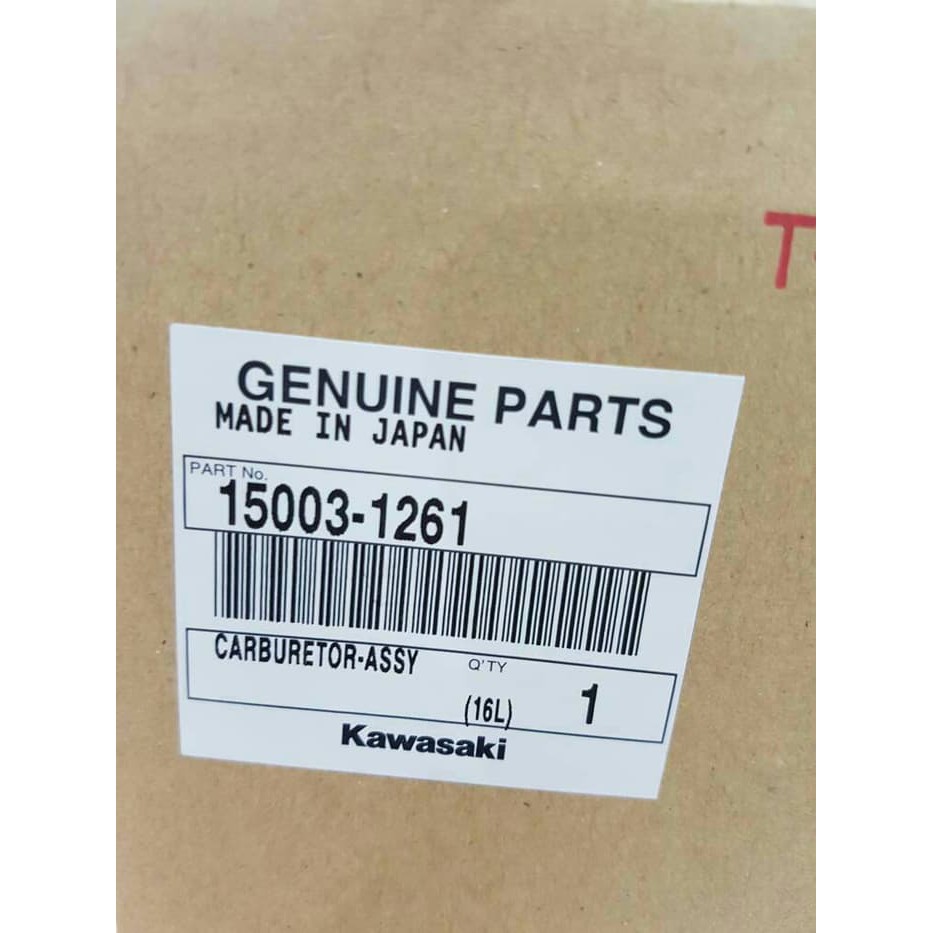 T
GENUINE PARTS
MADE IN JAPAN
PART No.
15003-1261
CARBURETOR-ASSY
Q'TY
(16L) 1
Kawasaki